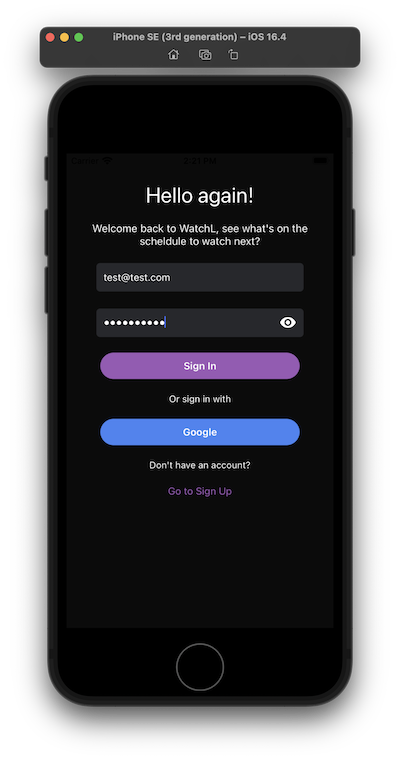 iPhone SE (3rd generation) – iOS 16.4
Hello again!
Welcome back to WatchL, see what's on the
scheldule to watch next?
test@test.com
••••••••••
Sign In
Or sign in with
Google
Don't have an account?
Go to Sign Up